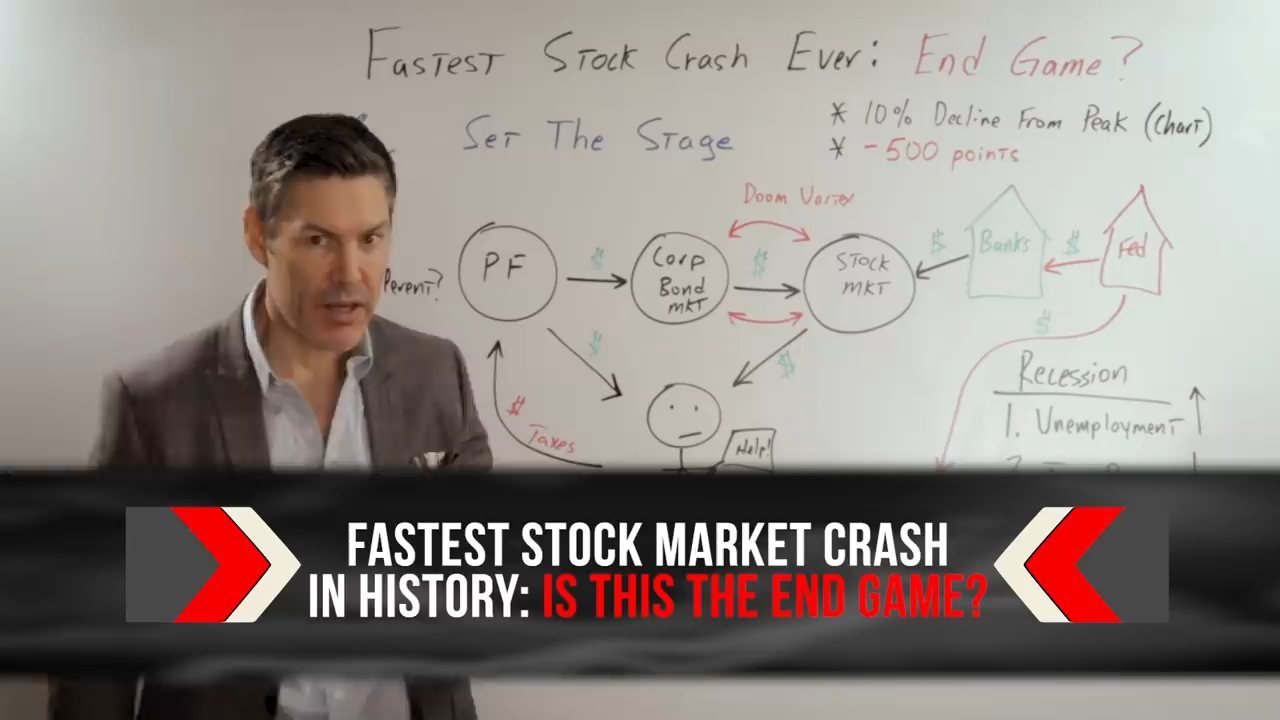 Fastest Stock Crash Ever: End Game?
Set The Stage
* 10% Decline From Peak (Chart)
* -500 points
Doom Vortex
PF
$
Corp
Bond
MKT
$
Stock
MKT
$
Banks
$
Fed
$
$
$
$
Taxes
Help!
Recession
1. Unemployment
FASTEST STOCK MARKET CRASH
IN HISTORY: IS THIS THE END GAME?